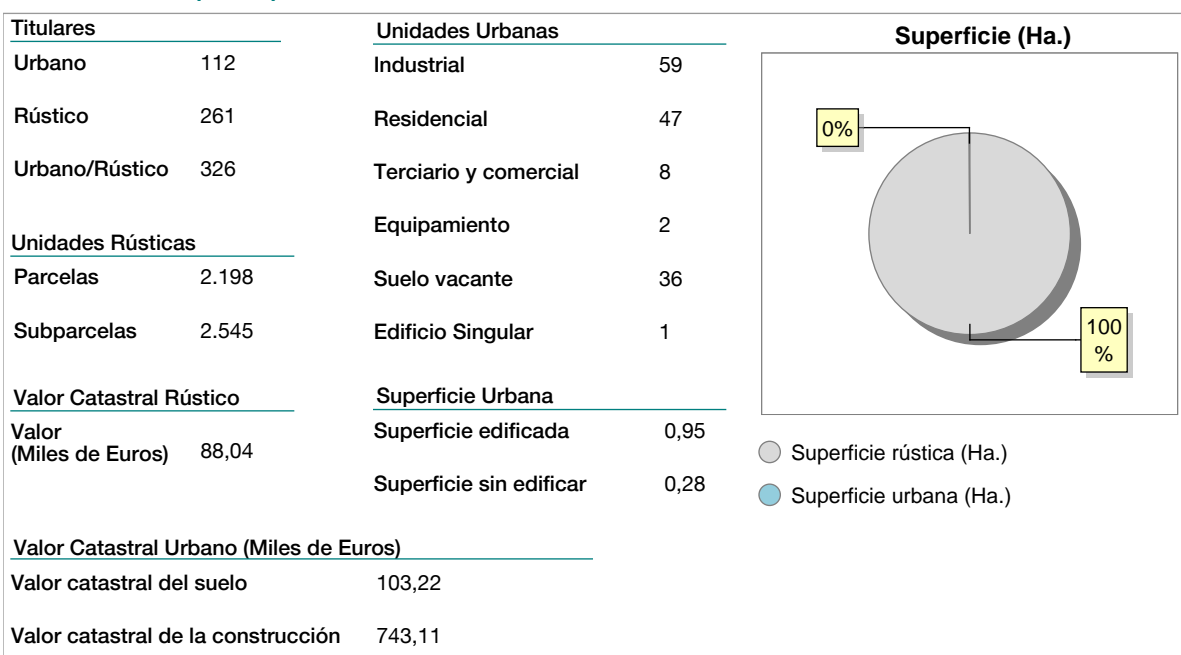 Titulares
Urbano 112
Rústico 261
Urbano/Rústico 326
Unidades Rústicas
Parcelas 2.198
Subparcelas 2.545
Valor Catastral Rústico
Valor
(Miles de Euros) 88,04
Unidades Urbanas
Industrial 59
Residencial 47
Terciario y comercial 8
Equipamiento 2
Suelo vacante 36
Edificio Singular 1
Superficie Urbana
Superficie edificada 0,95
Superficie sin edificar 0,28
Valor Catastral Urbano (Miles de Euros)
Valor catastral del suelo 103,22
Valor catastral de la construcción 743,11
Superficie (Ha.)
0%
100
%
Superficie rústica (Ha.)
Superficie urbana (Ha.)